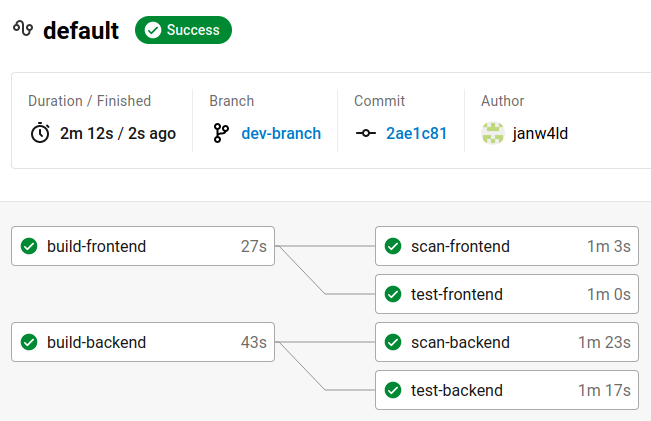 default Success
Duration / Finished Branch Commit Author
2m 12s / 2s ago dev-branch 2ae1c81 janw4ld
build-frontend 27s scan-frontend 1m 3s
test-frontend 1m 0s
build-backend 43s scan-backend 1m 23s
test-backend 1m 17s